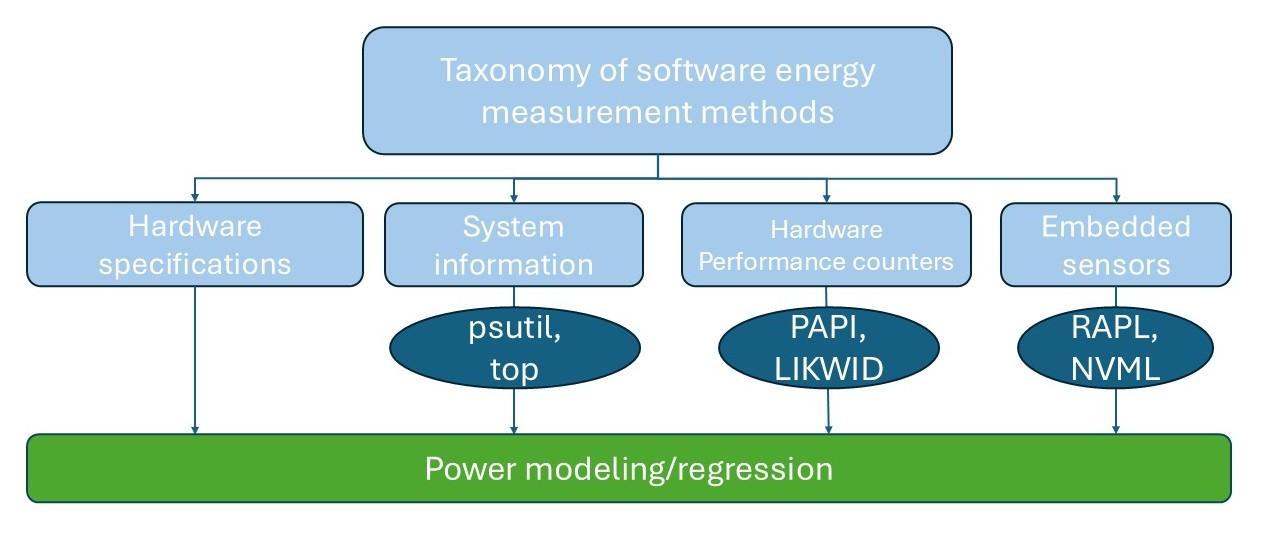 Taxonomy of software energy
measurement methods
Hardware
specifications
System
information
Hardware
Performance counters
Embedded
sensors
psutil,
top
PAPI,
LIKWID
RAPL,
NVML
Power modeling/regression